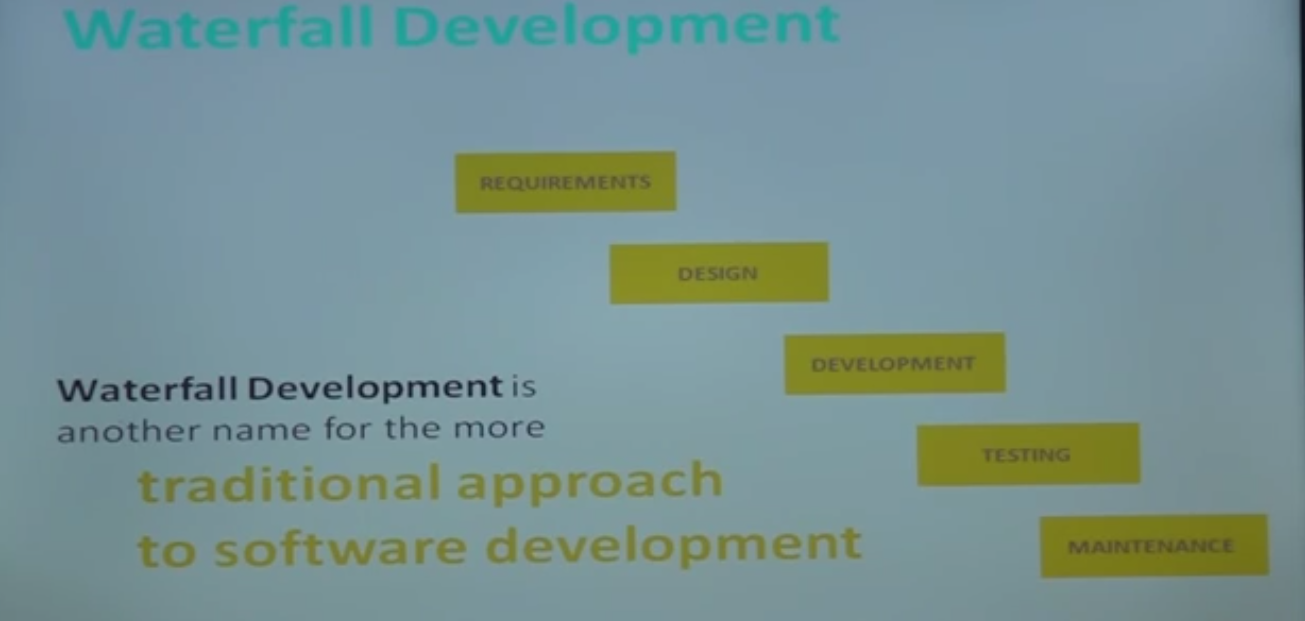 Waterfall Development
REQUIREMENTS
DESIGN
DEVELOPMENT
TESTING
MAINTENANCE
Waterfall Development is
another name for the more
traditional approach
to software development